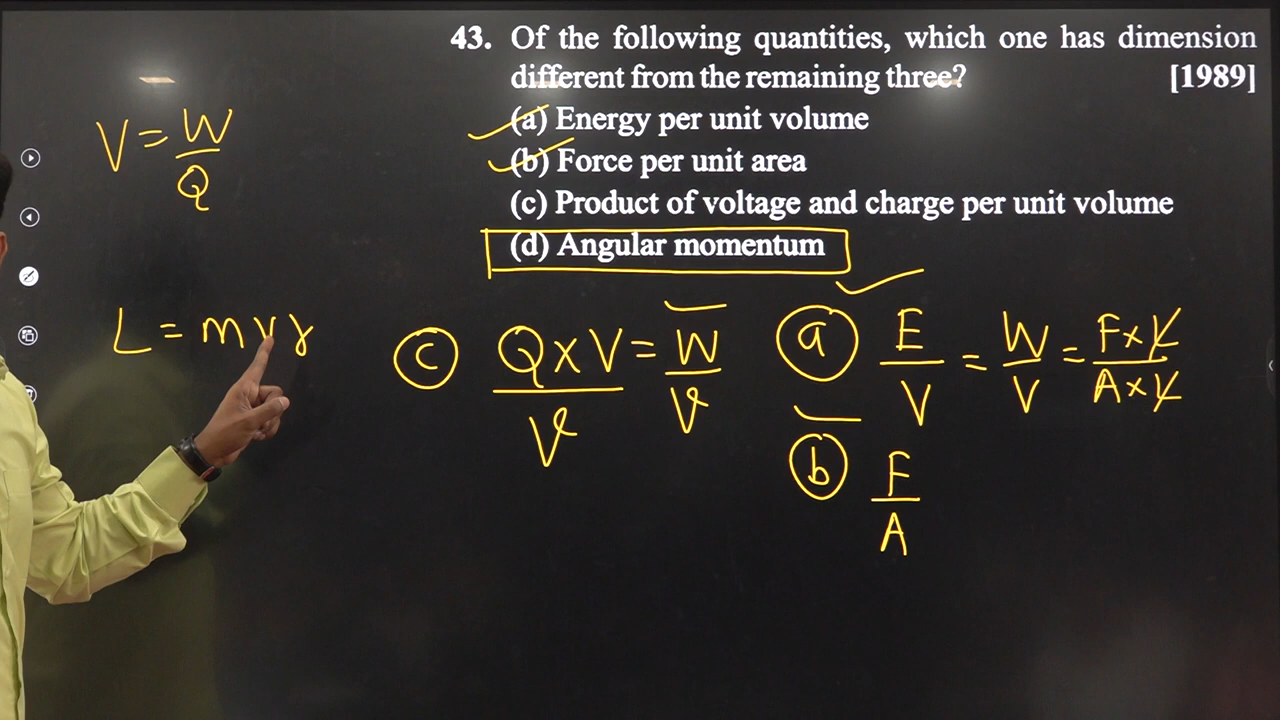 43. Of the following quantities, which one has dimension
different from the remaining three? [1989]
(a) Energy per unit volume
(b) Force per unit area
(c) Product of voltage and charge per unit volume
(d) Angular momentum
V = W/Q
L = mvr
c (Q×V)/V = W/V
a E/V = W/V = (F×r)/(A×r)
b F/A